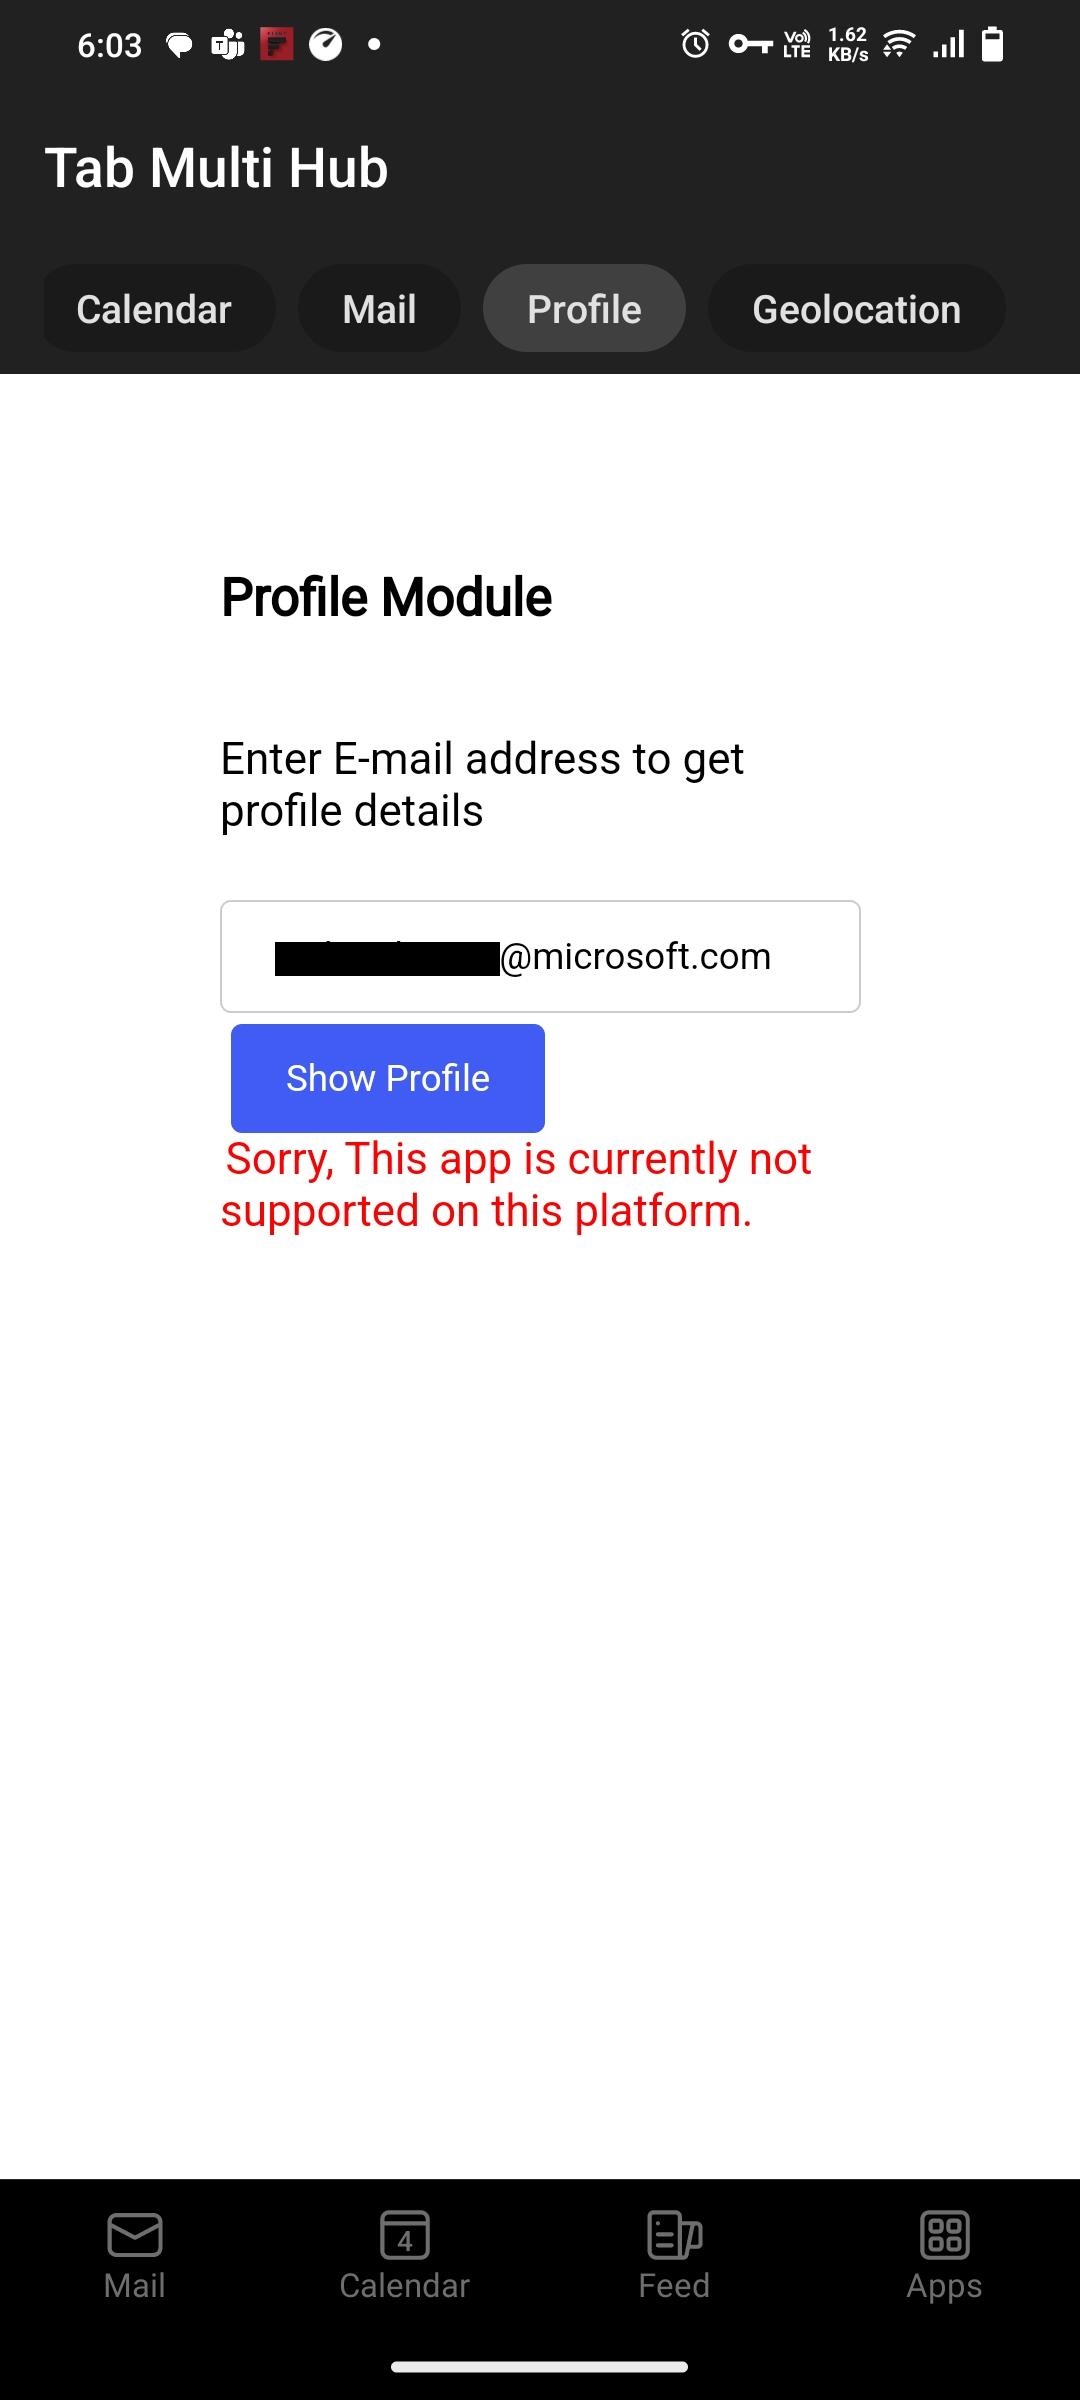 6:03
Vo)) LTE
1.62 KB/s
Tab Multi Hub
Calendar Mail Profile Geolocation
Profile Module
Enter E-mail address to get
profile details
@microsoft.com
Show Profile
Sorry, This app is currently not
supported on this platform.
4
Mail Calendar Feed Apps